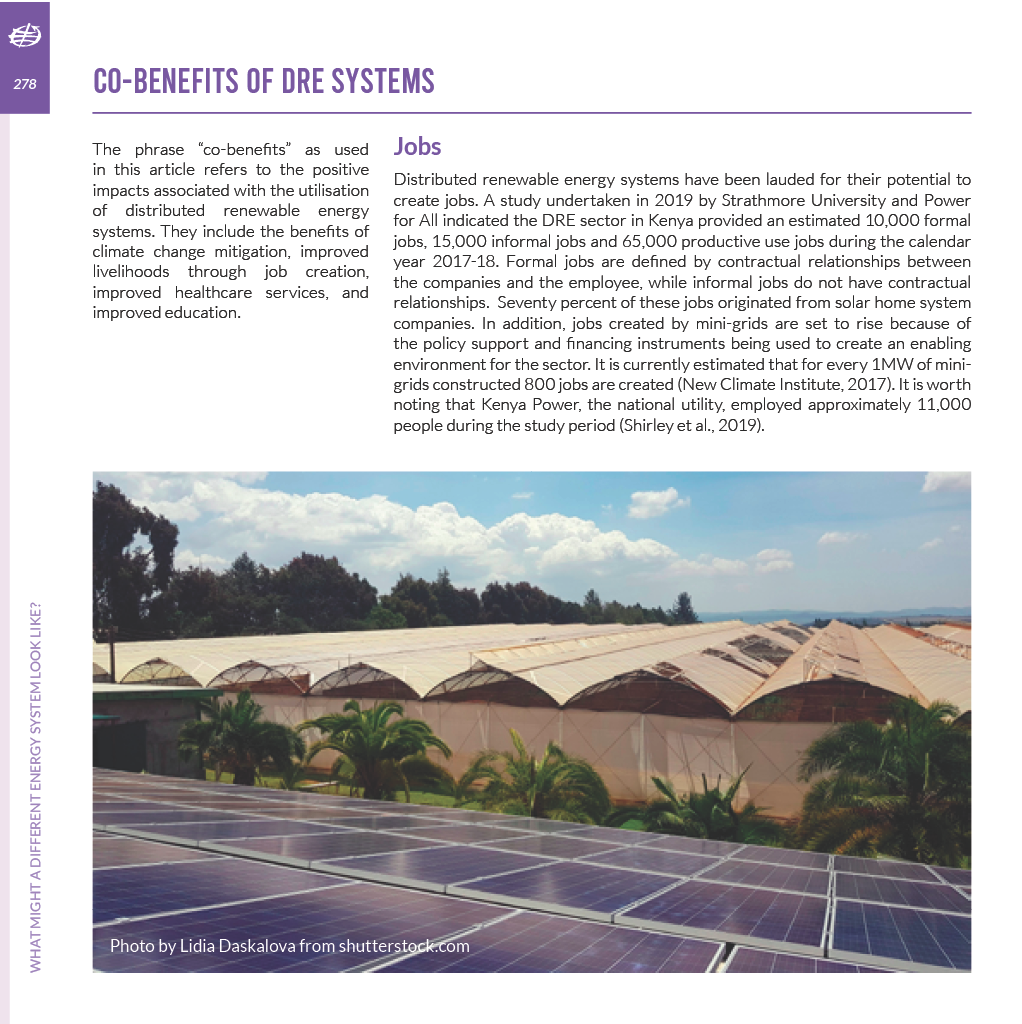 278
CO-BENEFITS OF DRE SYSTEMS
The phrase “co-benefits” as used
in this article refers to the positive
impacts associated with the utilisation
of distributed renewable energy
systems. They include the benefits of
climate change mitigation, improved
livelihoods through job creation,
improved healthcare services, and
improved education.
Jobs
Distributed renewable energy systems have been lauded for their potential to
create jobs. A study undertaken in 2019 by Strathmore University and Power
for All indicated the DRE sector in Kenya provided an estimated 10,000 formal
jobs, 15,000 informal jobs and 65,000 productive use jobs during the calendar
year 2017-18. Formal jobs are defined by contractual relationships between
the companies and the employee, while informal jobs do not have contractual
relationships.  Seventy percent of these jobs originated from solar home system
companies. In addition, jobs created by mini-grids are set to rise because of
the policy support and financing instruments being used to create an enabling
environment for the sector. It is currently estimated that for every 1MW of mini-
grids constructed 800 jobs are created (New Climate Institute, 2017). It is worth
noting that Kenya Power, the national utility, employed approximately 11,000
people during the study period (Shirley et al., 2019).
WHAT MIGHT A DIFFERENT ENERGY SYSTEM LOOK LIKE?
Photo by Lidia Daskalova from shutterstock.com